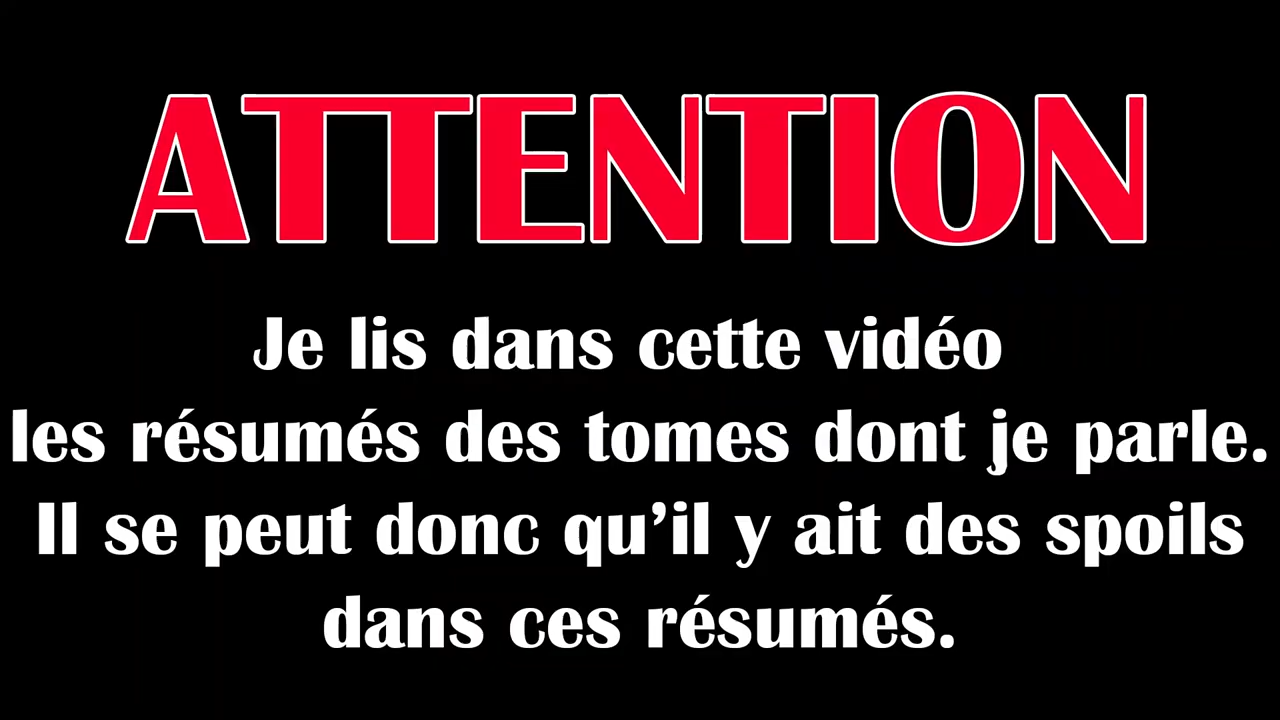 ATTENTION
Je lis dans cette vidéo
les résumés des tomes dont je parle.
Il se peut donc qu’il y ait des spoils
dans ces résumés.